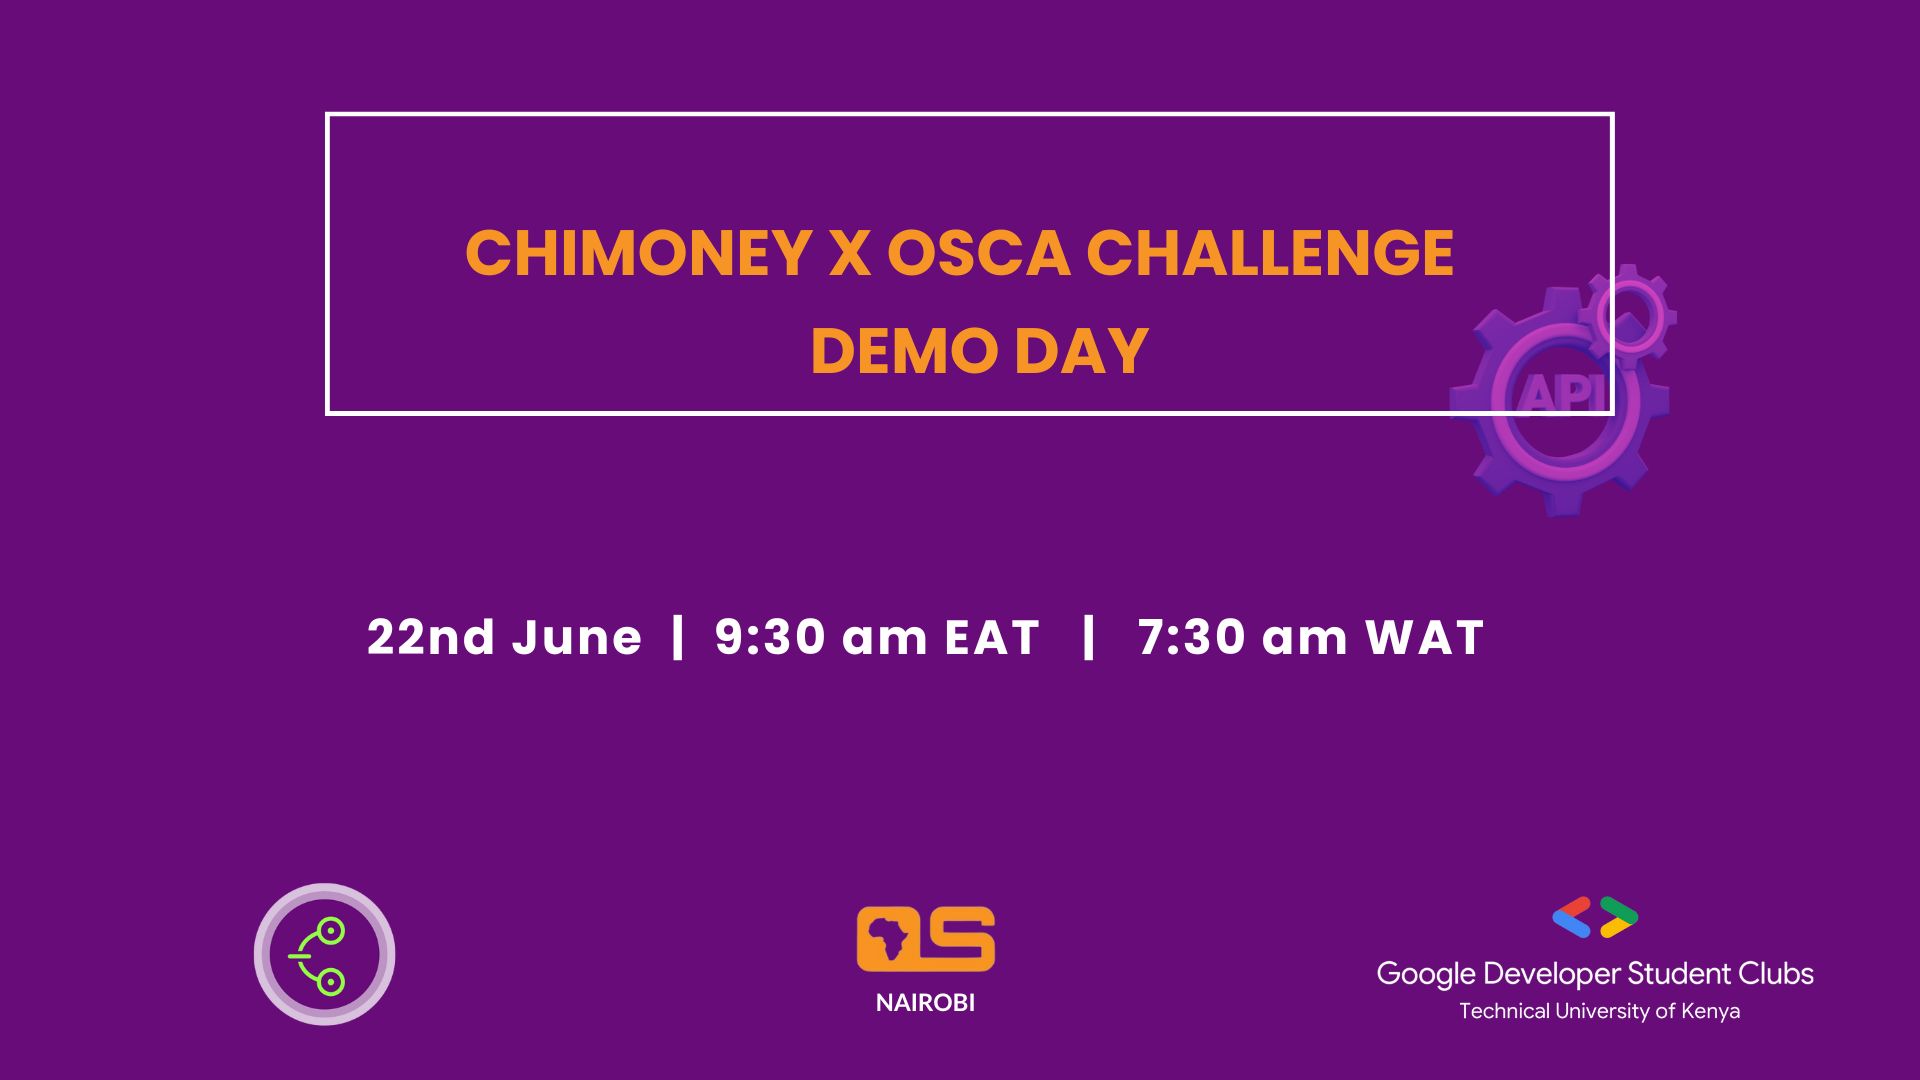 CHIMONEY X OSCA CHALLENGE
DEMO DAY
API
22nd June | 9:30 am EAT | 7:30 am WAT
OS
NAIROBI
Google Developer Student Clubs
Technical University of Kenya